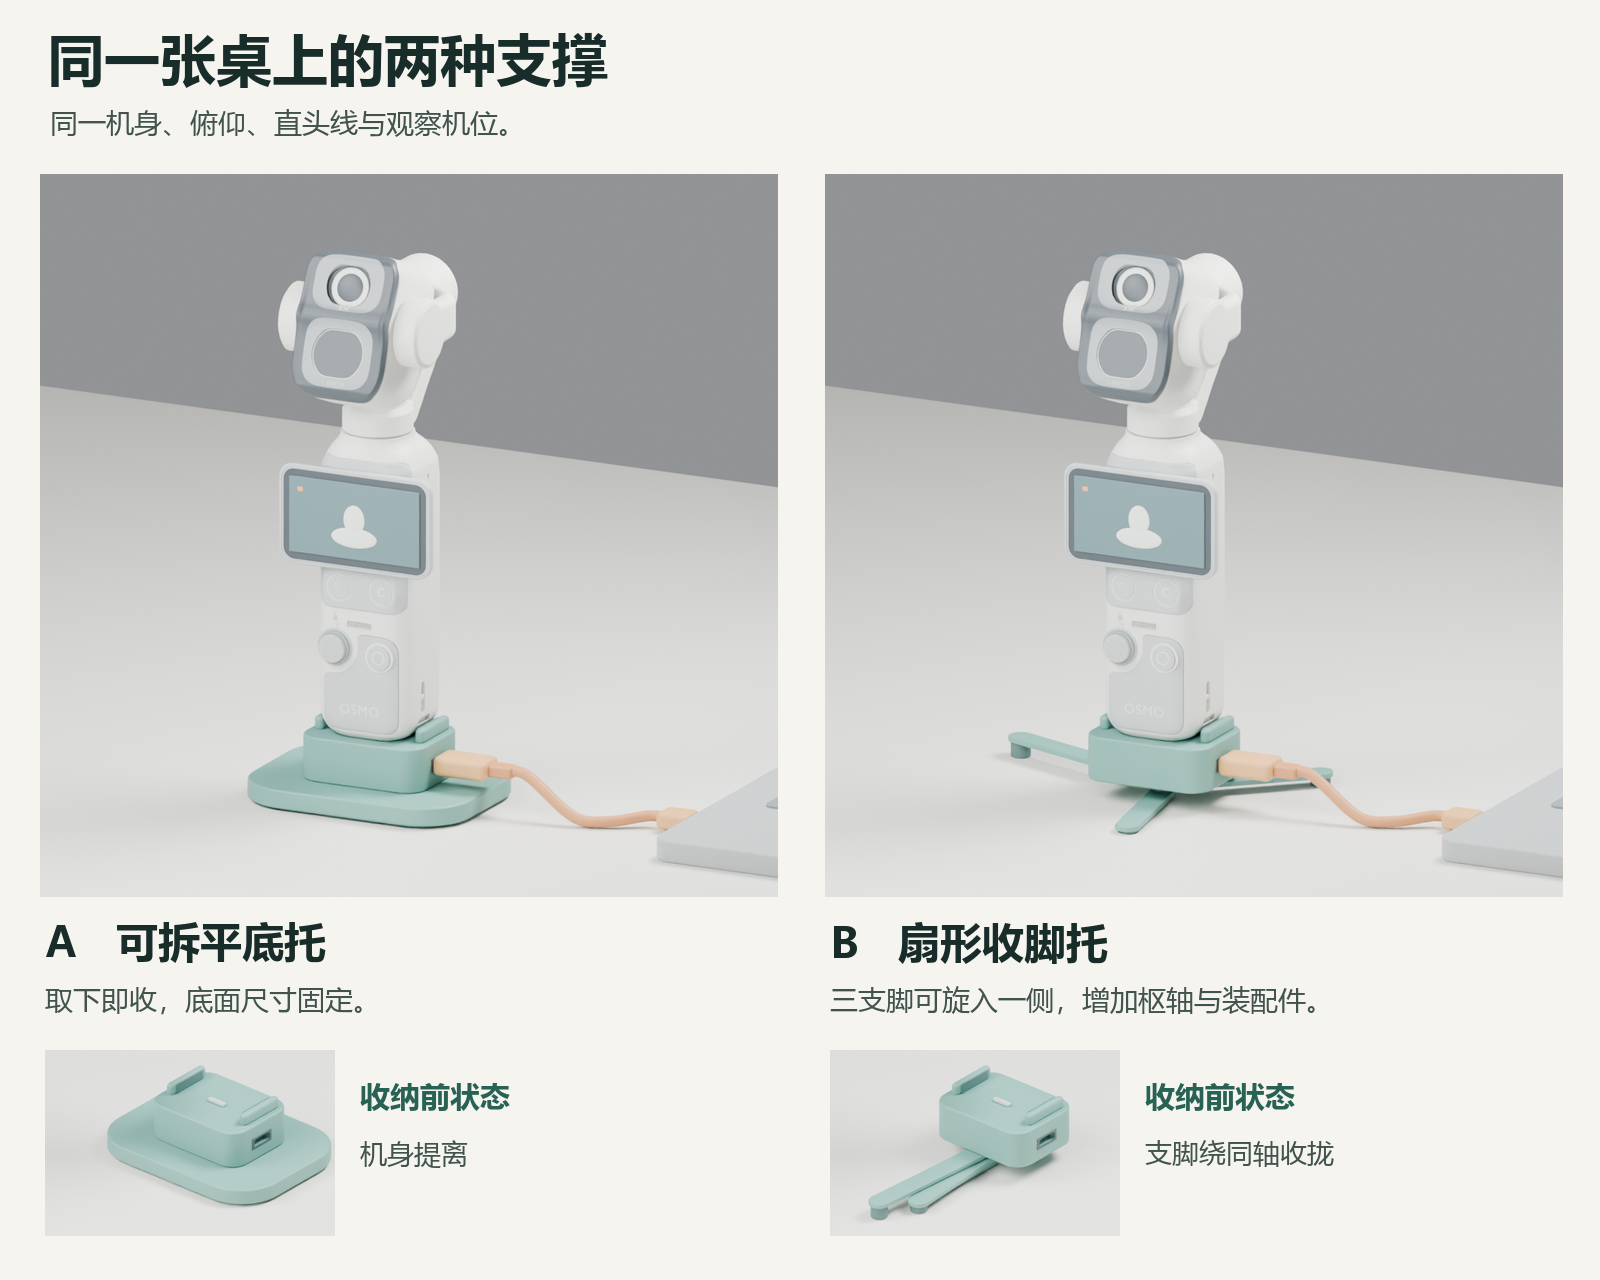 同一张桌上的两种支撑
同一机身、俯仰、直头线与观察机位。
OSMO
OSMO
A 可拆平底托
取下即收，底面尺寸固定。
B 扇形收脚托
三支脚可旋入一侧，增加枢轴与装配件。
收纳前状态
机身提离
收纳前状态
支脚绕同轴收拢